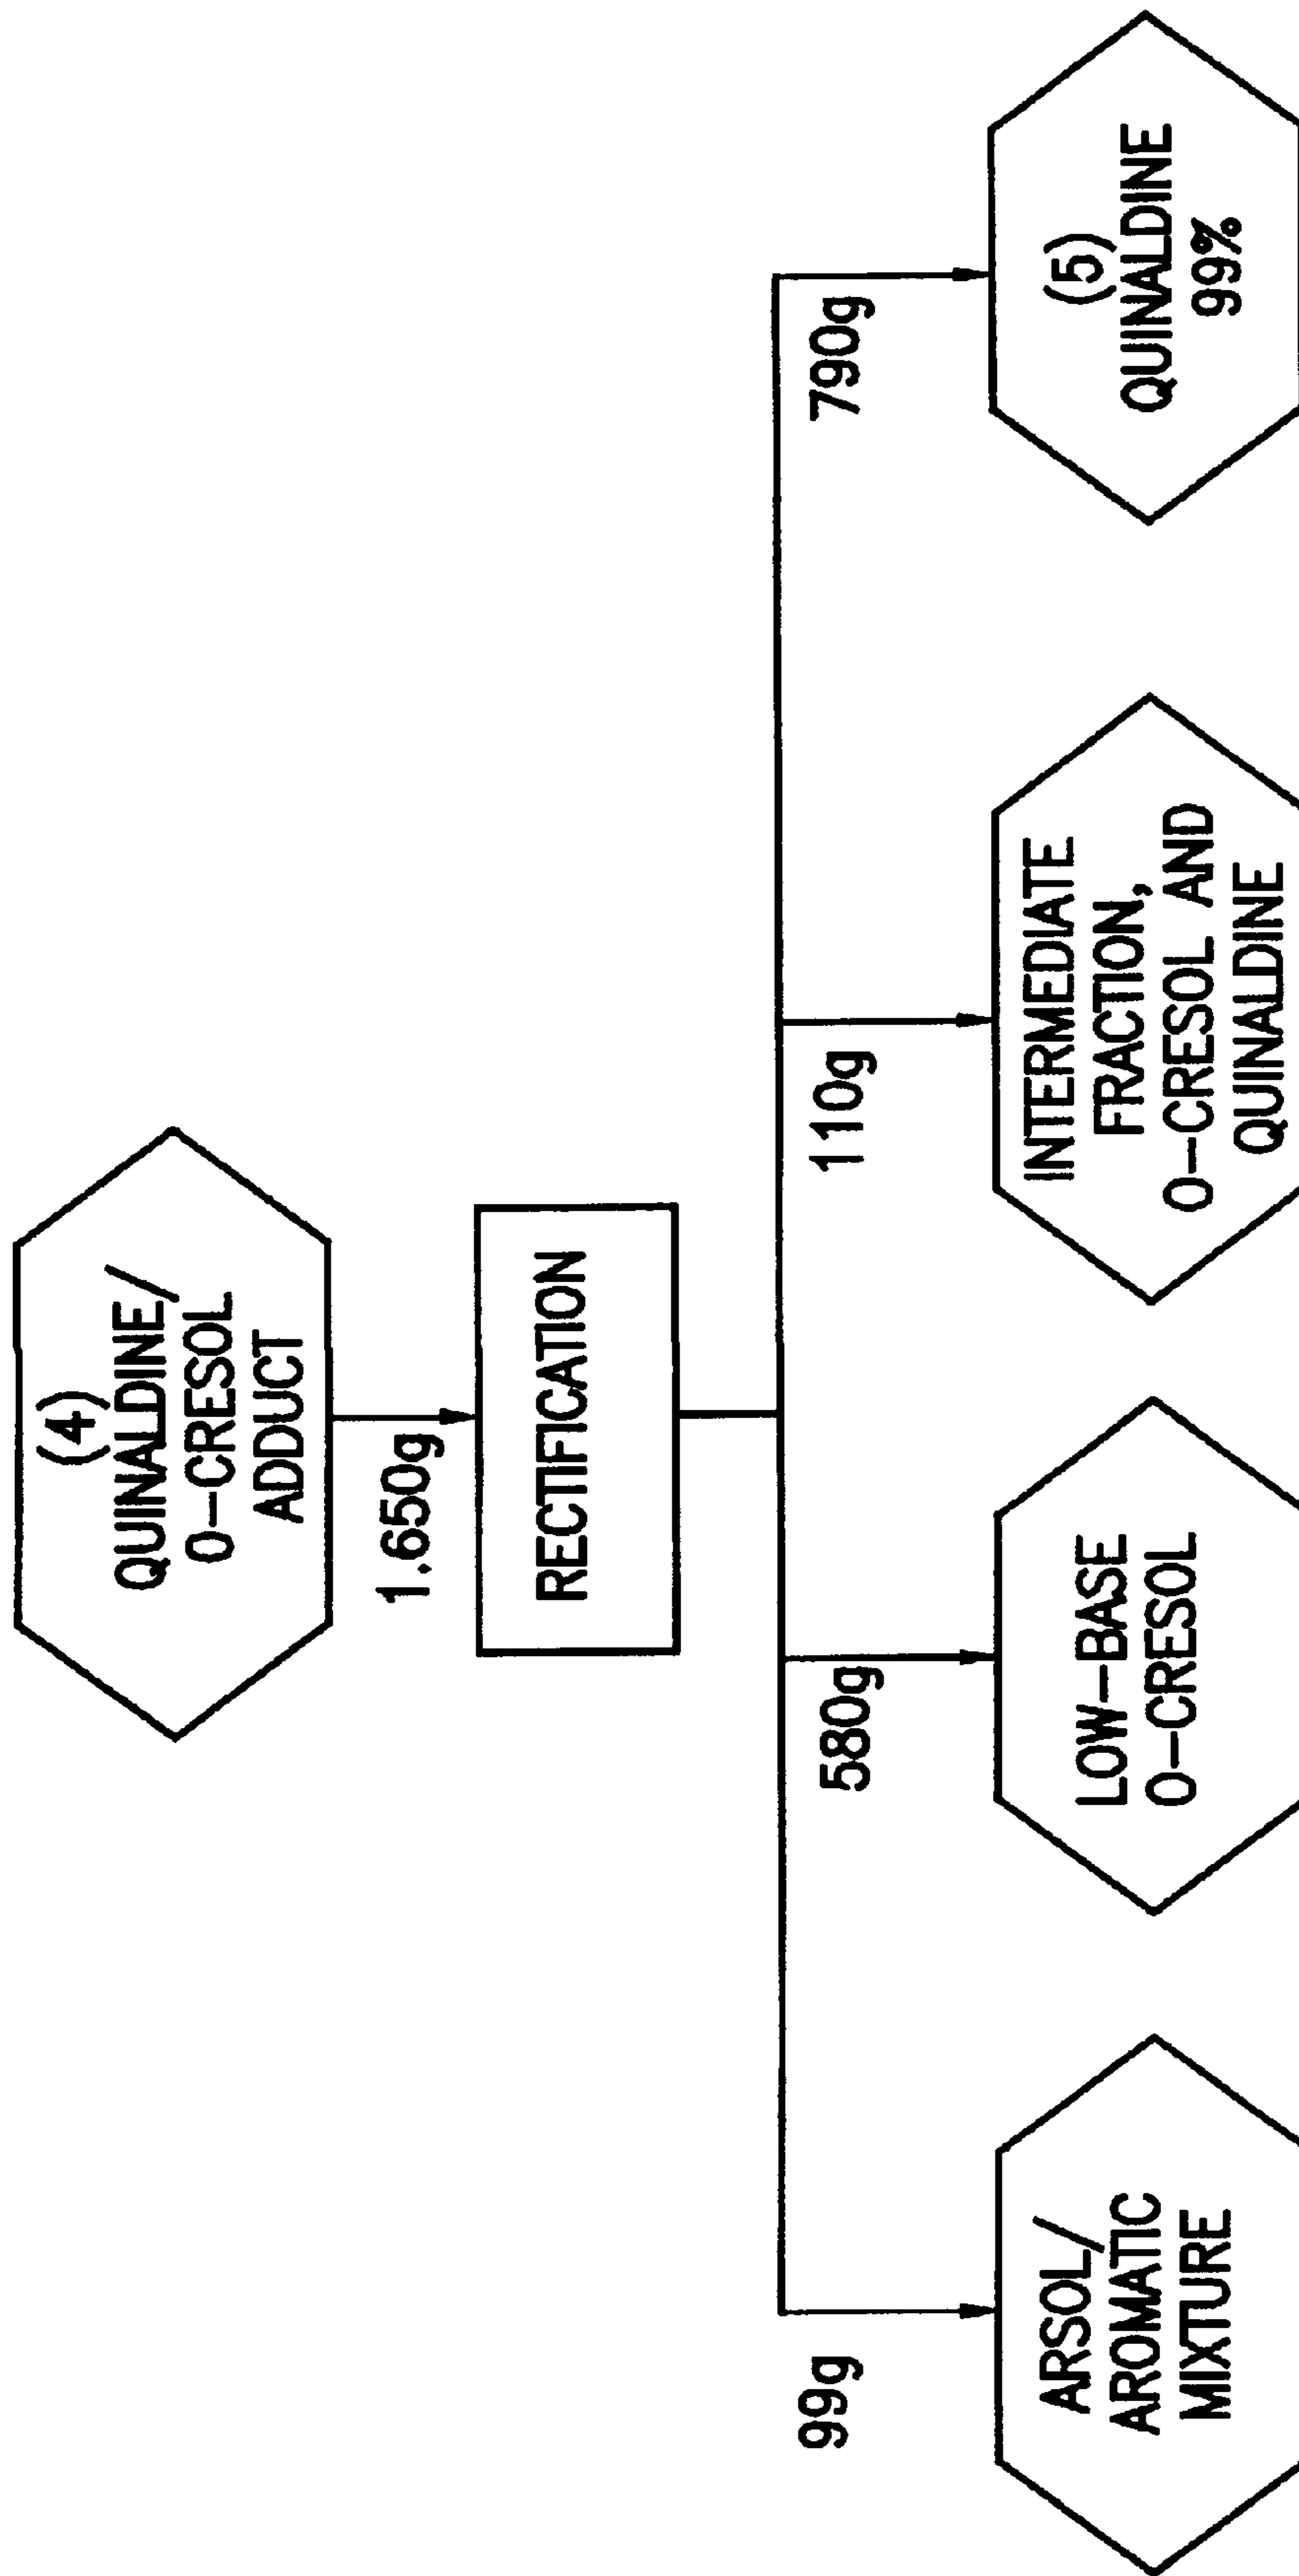 (4)
QUINALDINE/
O-CRESOL
ADDUCT
1.650g
RECTIFICATION
99g
580g
110g
790g
ARSOL/
AROMATIC
MIXTURE
LOW-BASE
O-CRESOL
INTERMEDIATE
FRACTION,
O-CRESOL AND
QUINALDINE
(5)
QUINALDINE
99%